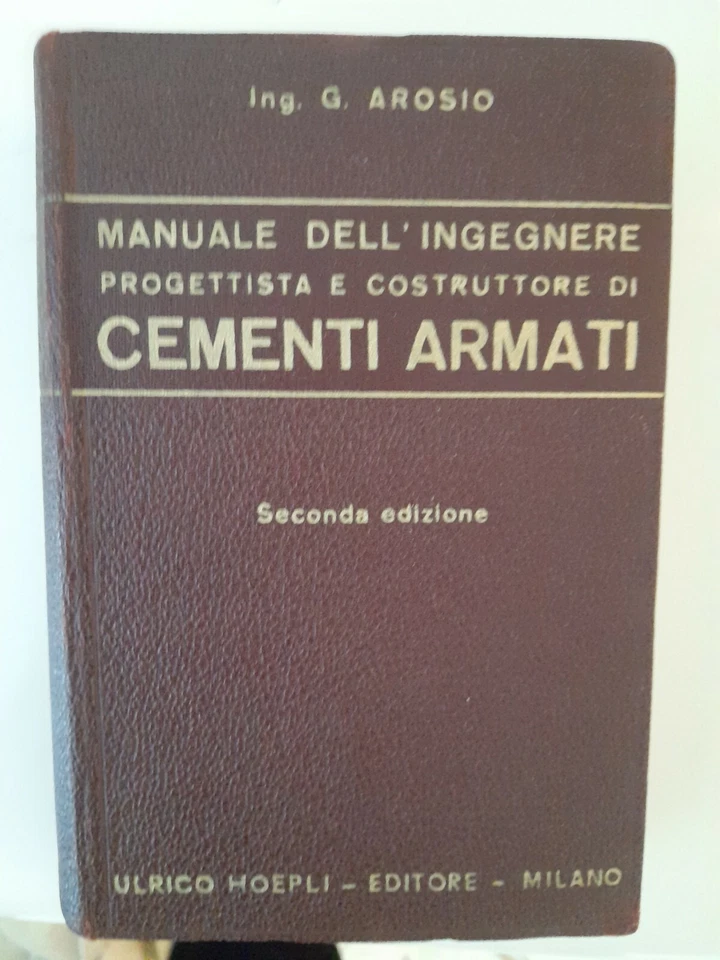 Ing. G. AROSIO
MANUALE DELL'INGEGNERE
PROGETTISTA E COSTRUTTORE DI
CEMENTI ARMATI
Seconda edizione
ULRICO HOEPLI - EDITORE - MILANO